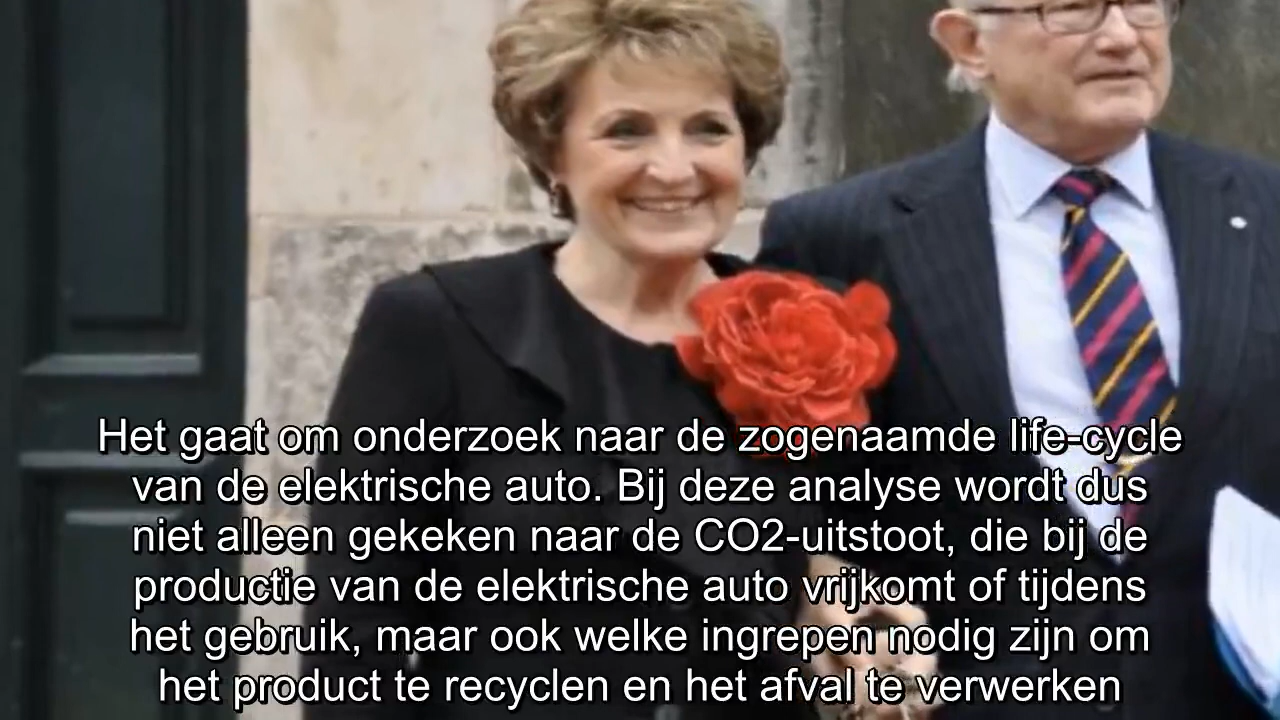 Het gaat om onderzoek naar de zogenaamde life-cycle
van de elektrische auto. Bij deze analyse wordt dus
niet alleen gekeken naar de CO2-uitstoot, die bij de
productie van de elektrische auto vrijkomt of tijdens
het gebruik, maar ook welke ingrepen nodig zijn om
het product te recyclen en het afval te verwerken